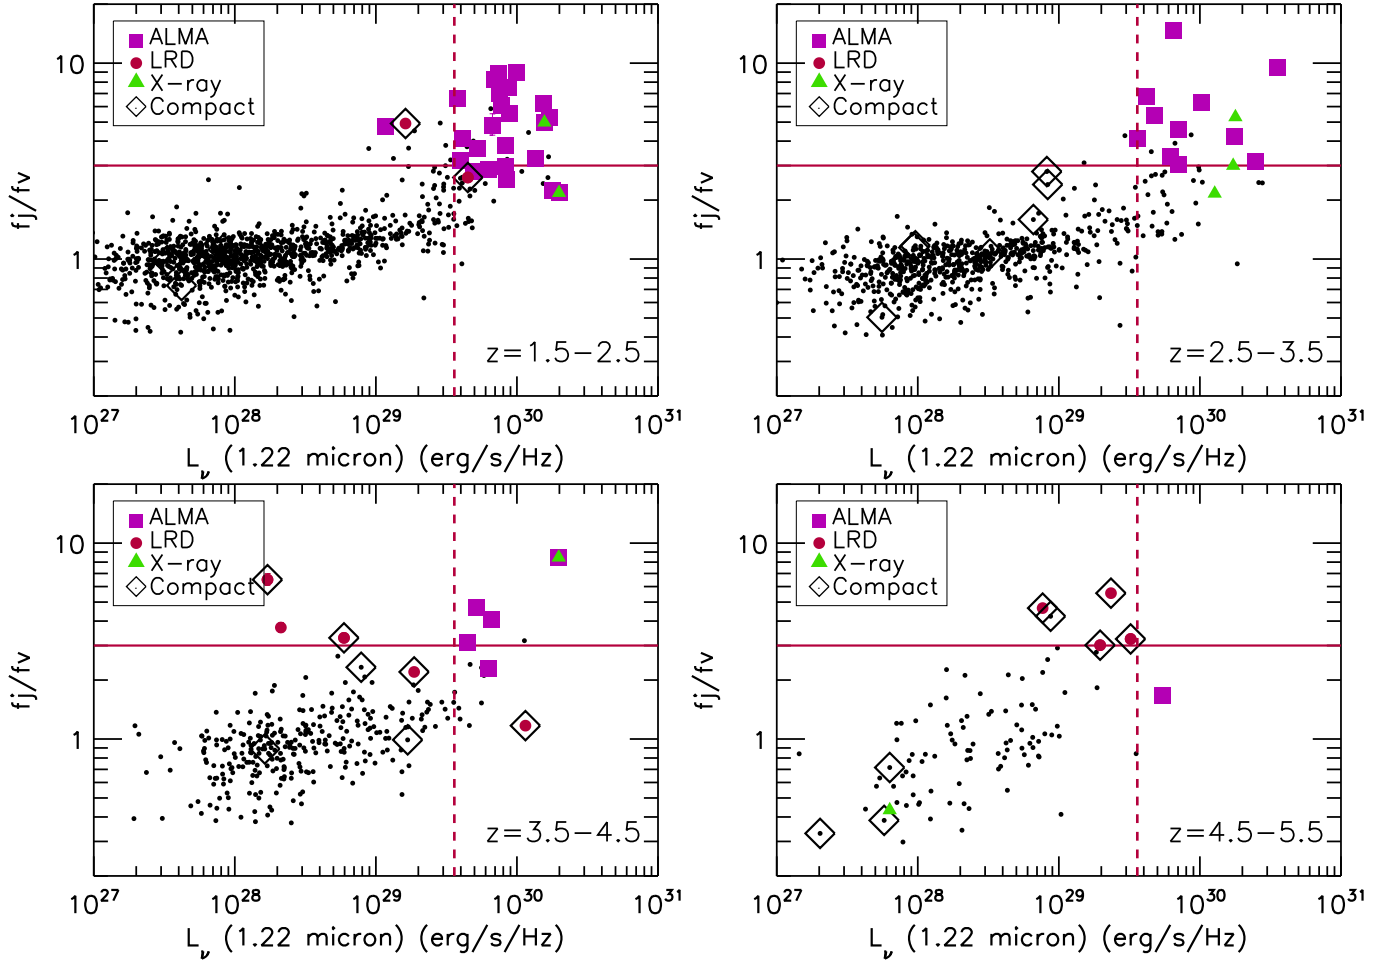 ALMA
LRD
X-ray
Compact
10
1
fj/fv
z=1.5-2.5
10^27 10^28 10^29 10^30 10^31
L_ν (1.22 micron) (erg/s/Hz)
ALMA
LRD
X-ray
Compact
10
1
fj/fv
z=2.5-3.5
10^27 10^28 10^29 10^30 10^31
L_ν (1.22 micron) (erg/s/Hz)
ALMA
LRD
X-ray
Compact
10
1
fj/fv
z=3.5-4.5
10^27 10^28 10^29 10^30 10^31
L_ν (1.22 micron) (erg/s/Hz)
ALMA
LRD
X-ray
Compact
10
1
fj/fv
z=4.5-5.5
10^27 10^28 10^29 10^30 10^31
L_ν (1.22 micron) (erg/s/Hz)